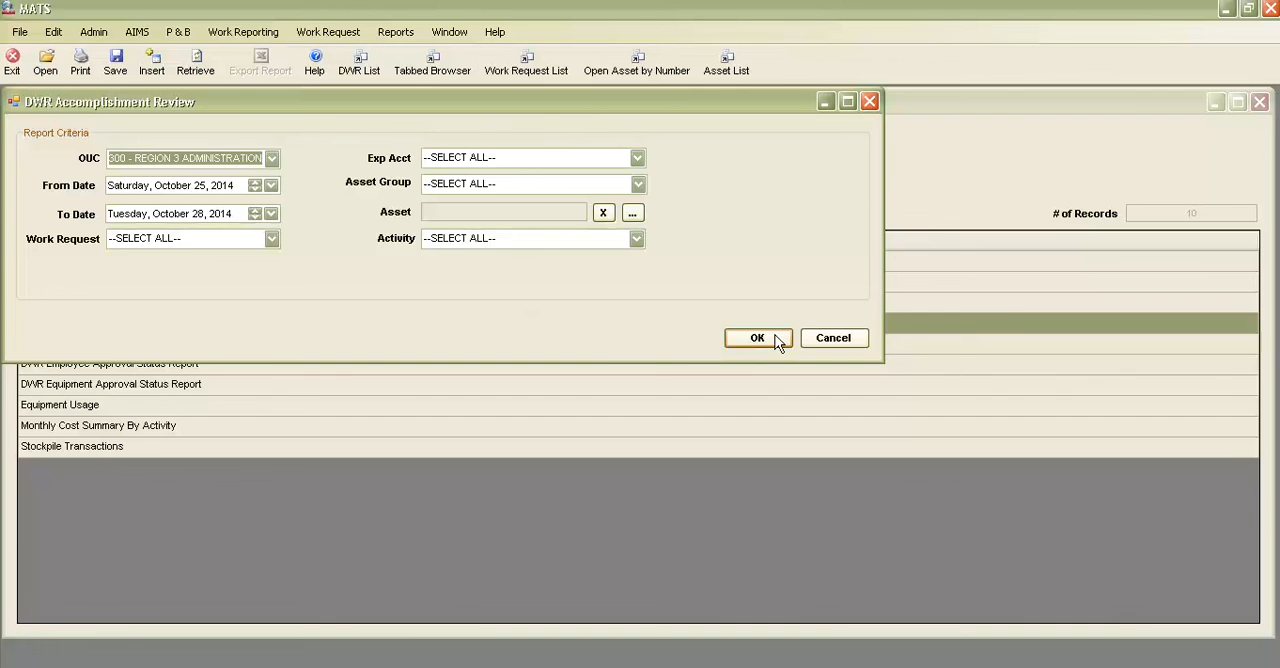 MATS
File Edit Admin AIMS P & B Work Reporting Work Request Reports Window Help
Exit Open Print Save Insert Retrieve Export Report Help DWR List Tabbed Browser Work Request List Open Asset by Number Asset List
DWR Accomplishment Review
Report Criteria
OUC 300 - REGION 3 ADMINISTRATION Exp Acct --SELECT ALL--
From Date Saturday, October 25, 2014 Asset Group --SELECT ALL--
To Date Tuesday, October 28, 2014 Asset X ...
# of Records 10
Work Request --SELECT ALL-- Activity --SELECT ALL--
OK Cancel
DWR Employee Approval Status Report
DWR Equipment Approval Status Report
Equipment Usage
Monthly Cost Summary By Activity
Stockpile Transactions